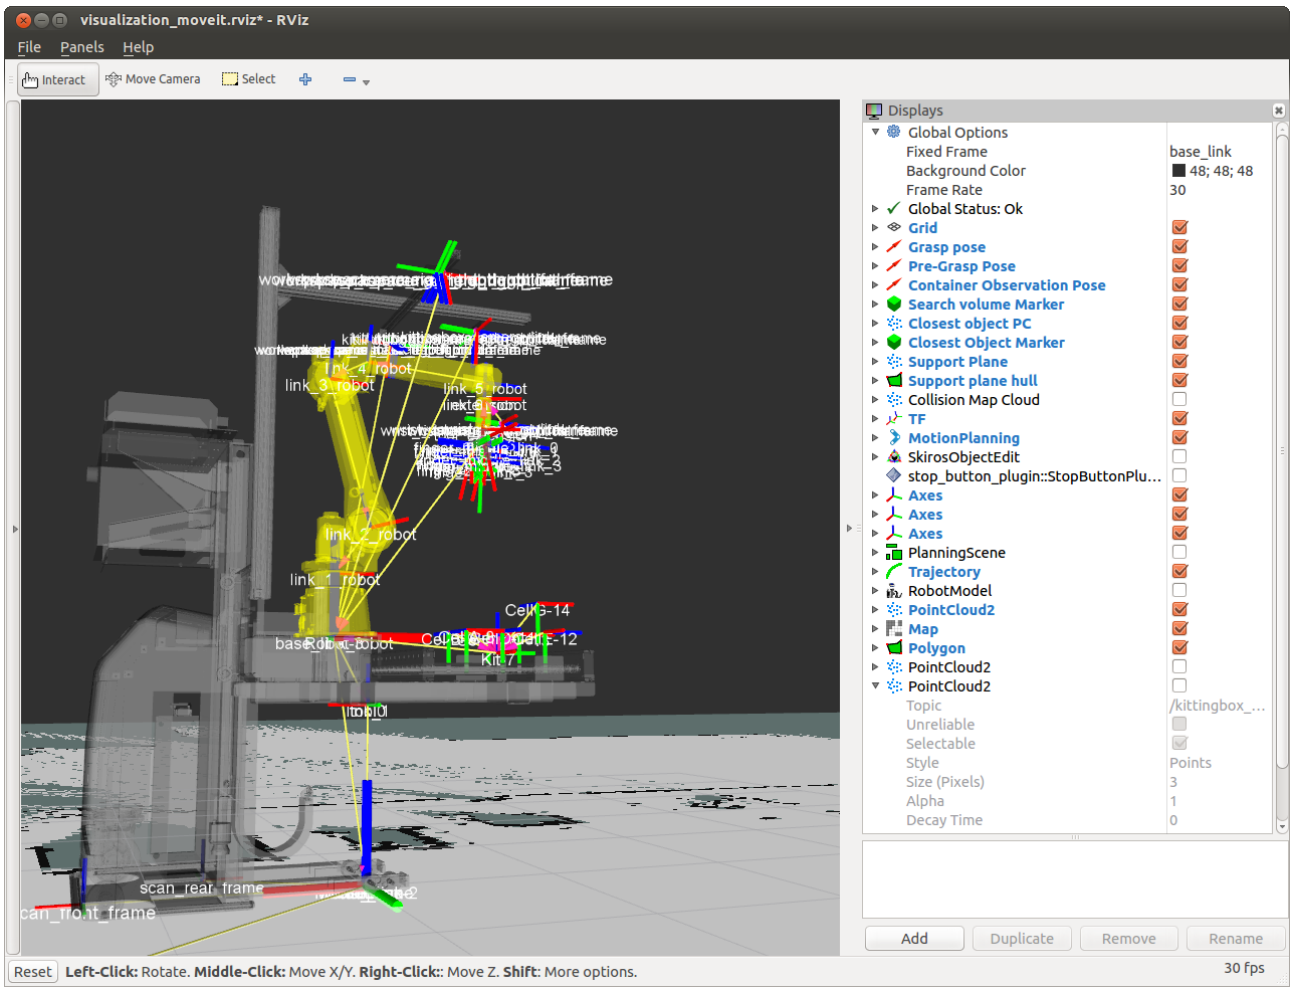 visualization_moveit.rviz* - RViz
File Panels Help
Interact Move Camera Select
Displays
Global Options
Fixed Frame base_link
Background Color 48; 48; 48
Frame Rate 30
Global Status: Ok
Grid
Grasp pose
Pre-Grasp Pose
Container Observation Pose
Search volume Marker
Closest object PC
Closest Object Marker
Support Plane
Support plane hull
Collision Map Cloud
TF
MotionPlanning
SkirosObjectEdit
stop_button_plugin::StopButtonPlu...
Axes
Axes
Axes
PlanningScene
Trajectory
RobotModel
PointCloud2
Map
Polygon
PointCloud2
PointCloud2
Topic /kittingbox_...
Unreliable
Selectable
Style Points
Size (Pixels) 3
Alpha 1
Decay Time 0
Add Duplicate Remove Rename
link_4_robot
link_3_robot
link_5_robot
link_2_robot
link_1_robot
CellG-14
Kit-7
scan_rear_frame
can_front_frame
Reset Left-Click: Rotate. Middle-Click: Move X/Y. Right-Click:: Move Z. Shift: More options. 30 fps